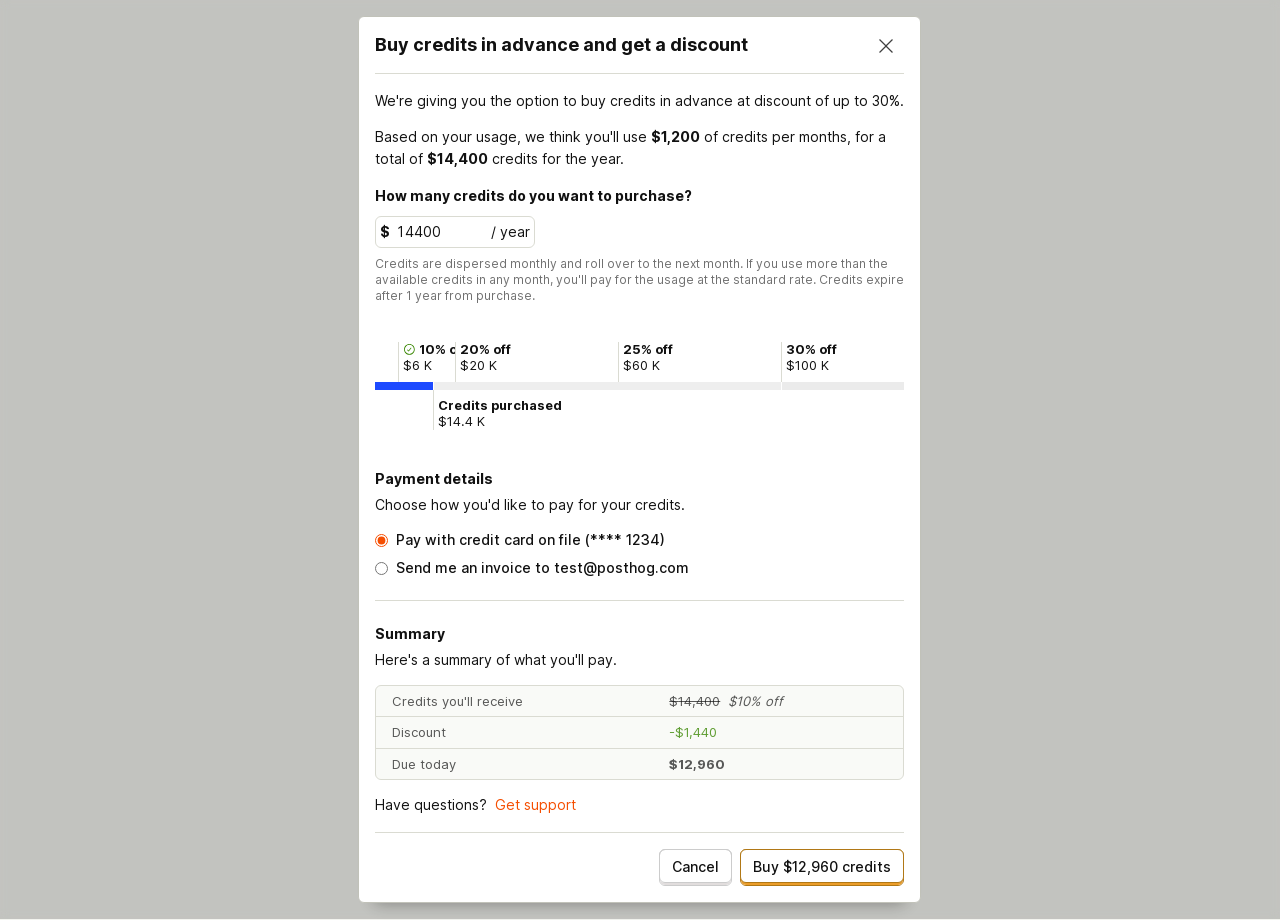 Buy credits in advance and get a discount
We're giving you the option to buy credits in advance at discount of up to 30%.
Based on your usage, we think you'll use $1,200 of credits per months, for a
total of $14,400 credits for the year.
How many credits do you want to purchase?
$ 14400 / year
Credits are dispersed monthly and roll over to the next month. If you use more than the
available credits in any month, you'll pay for the usage at the standard rate. Credits expire
after 1 year from purchase.
10% o 20% off 25% off 30% off
$6 K $20 K $60 K $100 K
Credits purchased
$14.4 K
Payment details
Choose how you'd like to pay for your credits.
Pay with credit card on file (**** 1234)
Send me an invoice to test@posthog.com
Summary
Here's a summary of what you'll pay.
Credits you'll receive $14,400 $10% off
Discount -$1,440
Due today $12,960
Have questions? Get support
Cancel Buy $12,960 credits